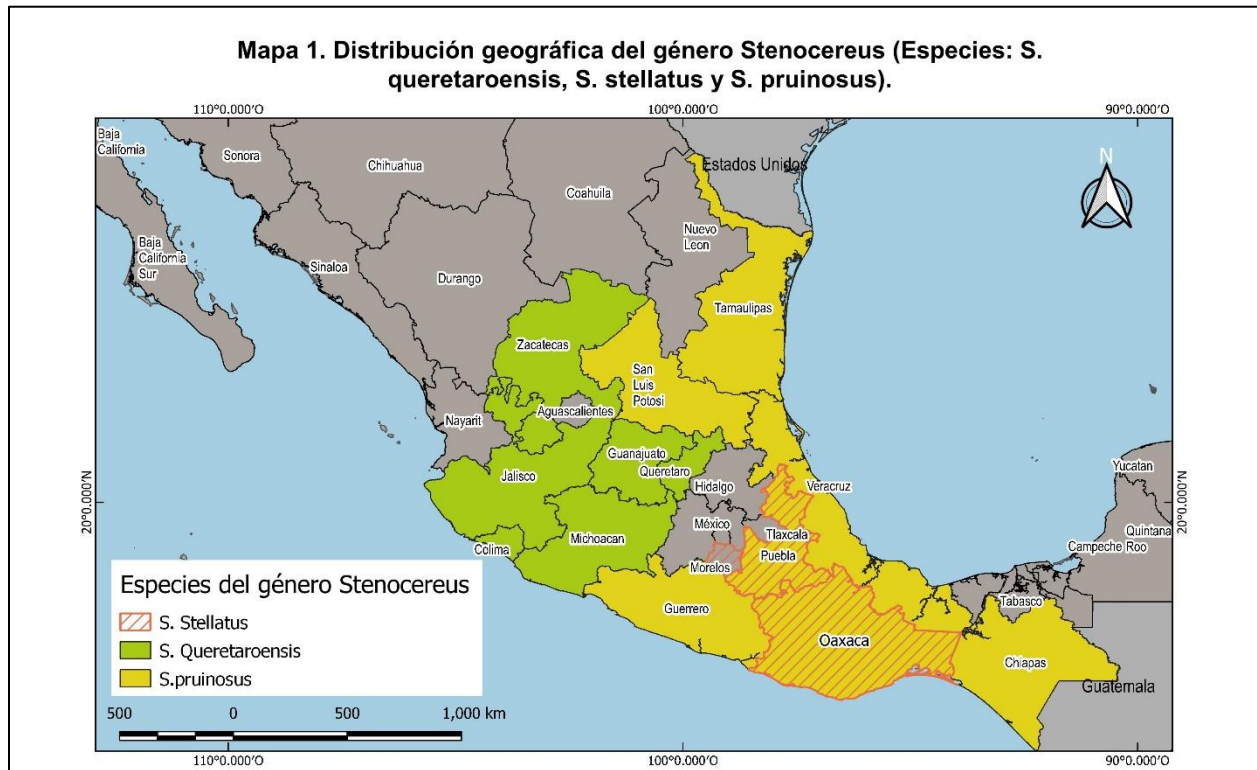 Mapa 1. Distribución geográfica del género Stenocereus (Especies: S.
queretaroensis, S. stellatus y S. pruinosus).
110°0.000'O
100°0.000'O
90°0.000'O
Baja
California
Sonora
Chihuahua
Coahuila
Estados Unidos
N
Nuevo
Leon
Baja
California
Sur
Sinaloa
Durango
Tamaulipas
Zacatecas
San
Luis
Potosi
Nayarit
Aguascalientes
Guanajuato
Queretaro
Jalisco
Hidalgo
Veracruz
Yucatan
20°0.000'N
20°0.000'N
Quintana
Roo
Campeche
México
Tlaxcala
Colima
Michoacan
Morelos
Puebla
Tabasco
Guerrero
Oaxaca
Chiapas
Guatemala
Especies del género Stenocereus
S. Stellatus
S. Queretaroensis
S.pruinosus
500 0 500 1,000 km
110°0.000'O
100°0.000'O
90°0.000'O